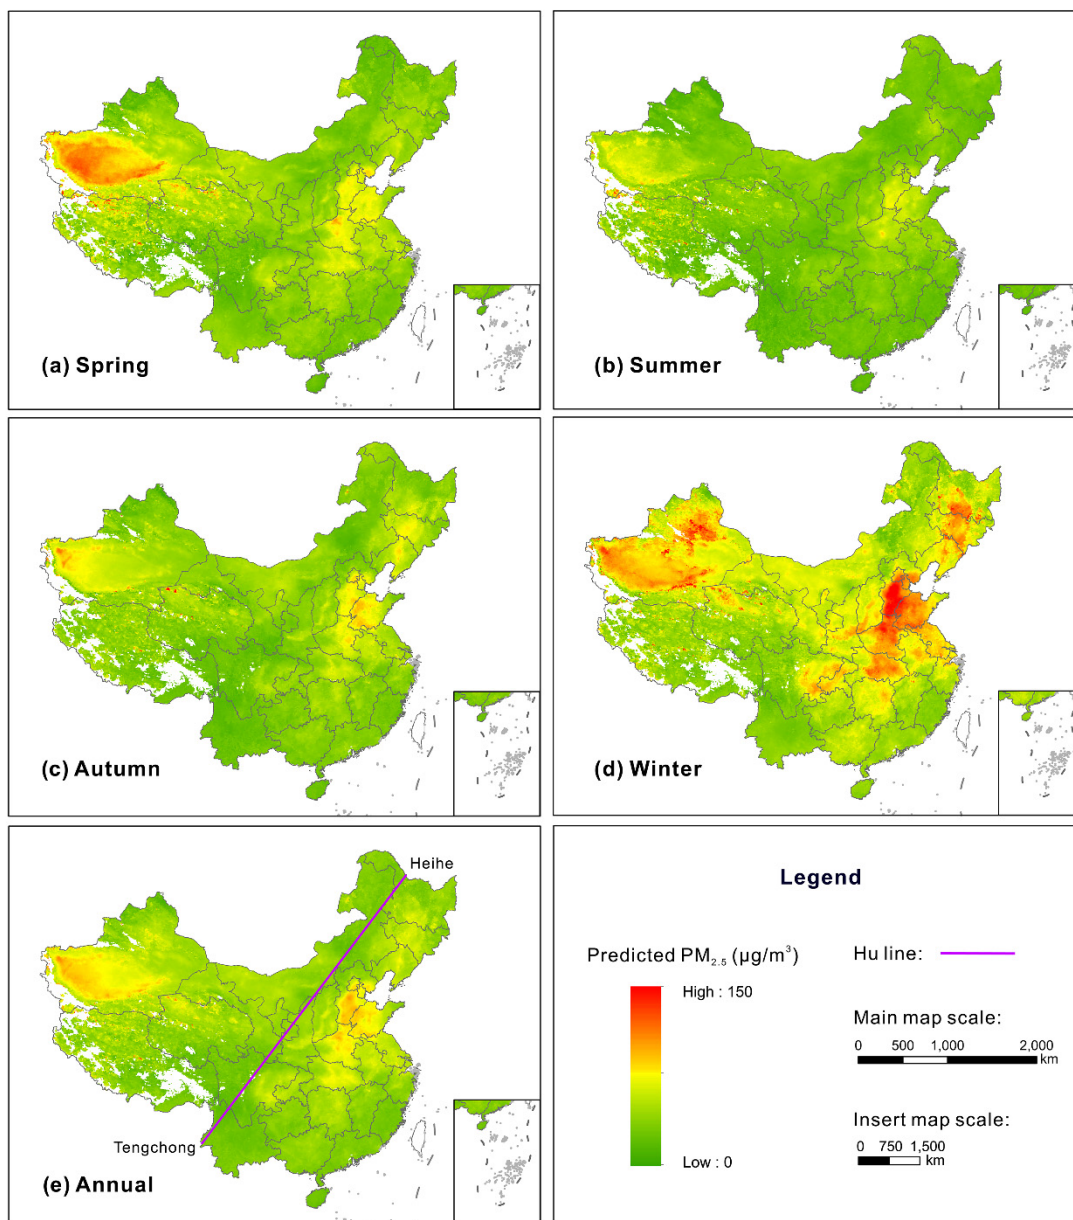 (a) Spring
(b) Summer
(c) Autumn
(d) Winter
Heihe
Tengchong
(e) Annual
Legend
Predicted PM2.5 (μg/m³)
High : 150
Low : 0
Hu line:
Main map scale:
0 500 1,000 2,000
km
Insert map scale:
0 750 1,500
km